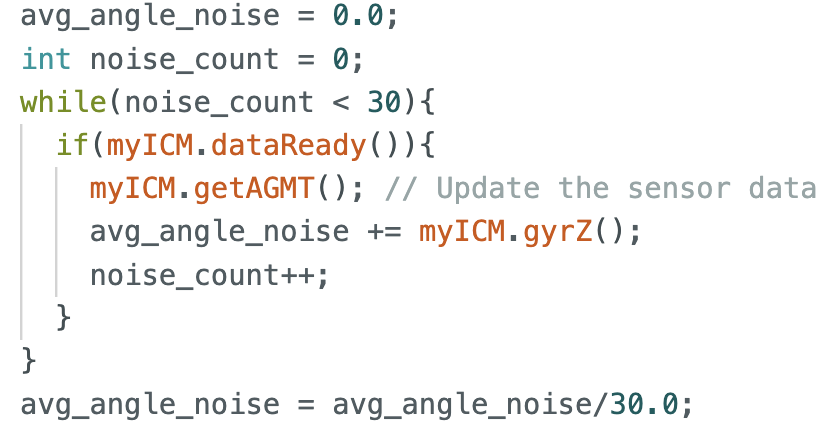 avg_angle_noise = 0.0;
int noise_count = 0;
while(noise_count < 30){
if(myICM.dataReady()){
myICM.getAGMT(); // Update the sensor data
avg_angle_noise += myICM.gyrZ();
noise_count++;
}
}
avg_angle_noise = avg_angle_noise/30.0;